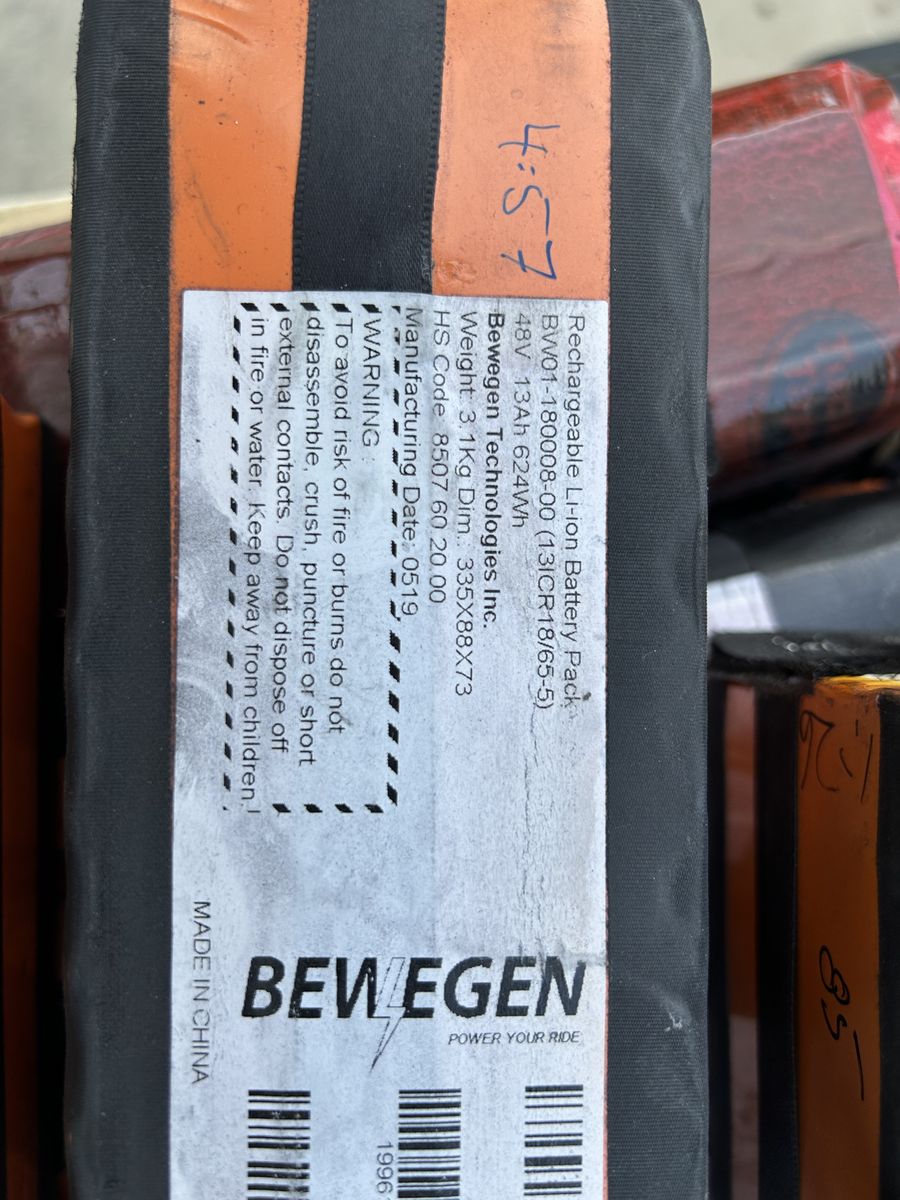 4:57
Rechargeable Li-ion Battery Pack
BW01-180008-00 (13ICR18/65-5)
48V 13Ah 624Wh
Bewegen Technologies Inc.
Weight: 3.1Kg Dim.: 335X88X73
HS Code: 8507.60.20.00
Manufacturing Date: 0519
WARNING:
To avoid risk of fire or burns do not
disassemble, crush, puncture or short
external contacts. Do not dispose off
in fire or water. Keep away from children.
BEWEGEN
POWER YOUR RIDE
MADE IN CHINA
1996
85